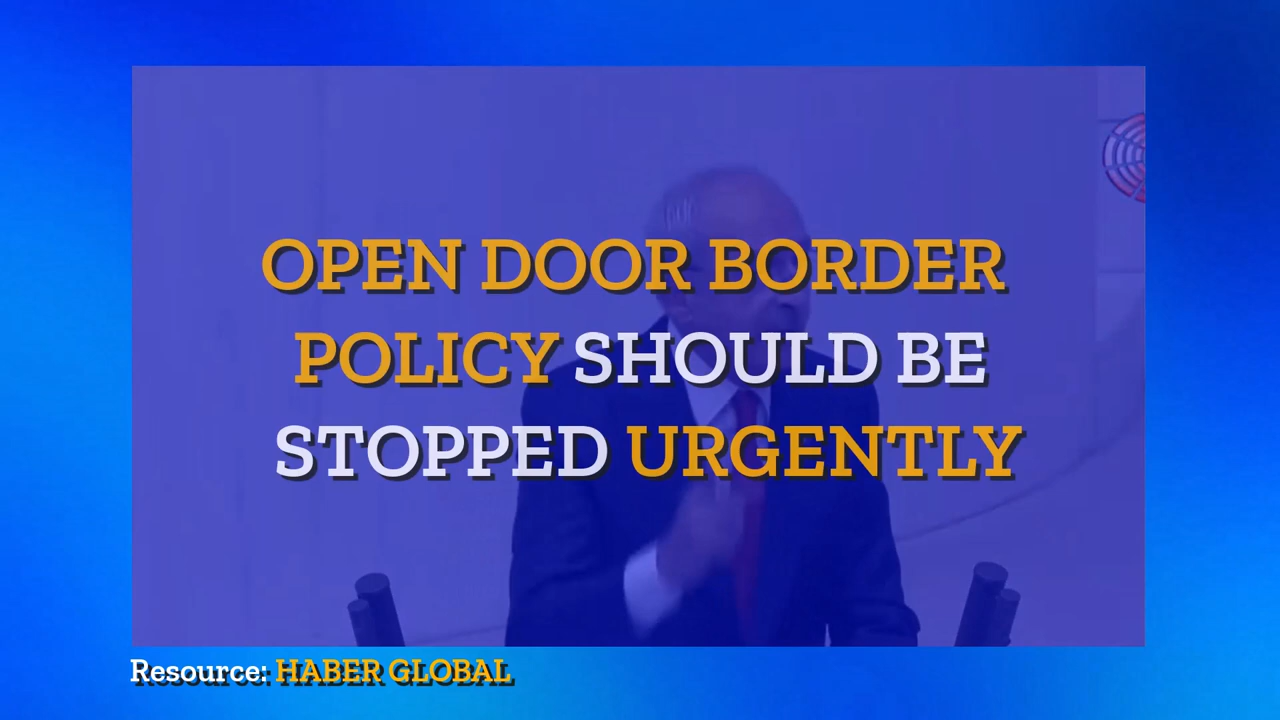 OPEN DOOR BORDER
POLICY SHOULD BE
STOPPED URGENTLY
Resource: HABER GLOBAL